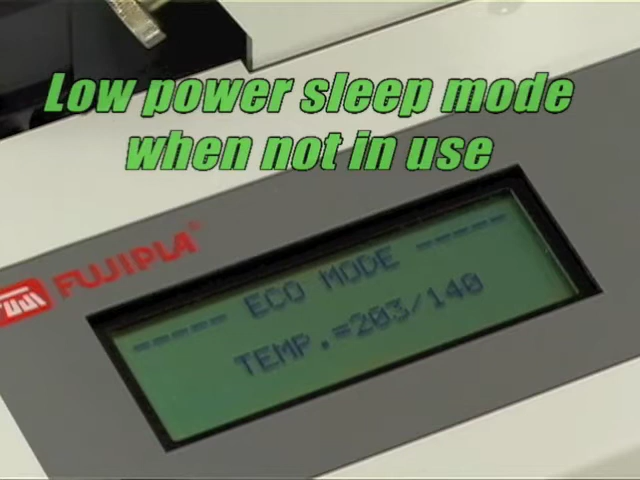 Low power sleep mode
when not in use
FUJIPLA®
----- ECO MODE -----
TEMP.=203/140